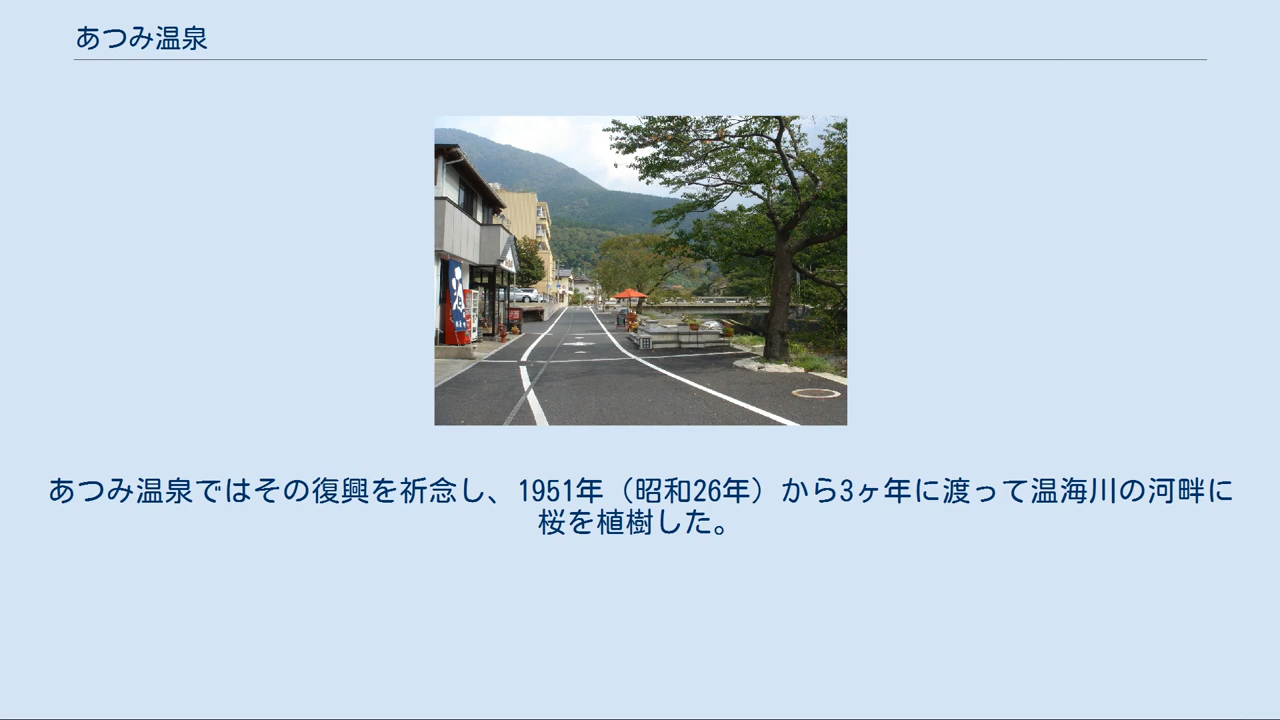 あつみ温泉
あつみ温泉ではその復興を祈念し、1951年（昭和26年）から3ヶ年に渡って温海川の河畔に
桜を植樹した。